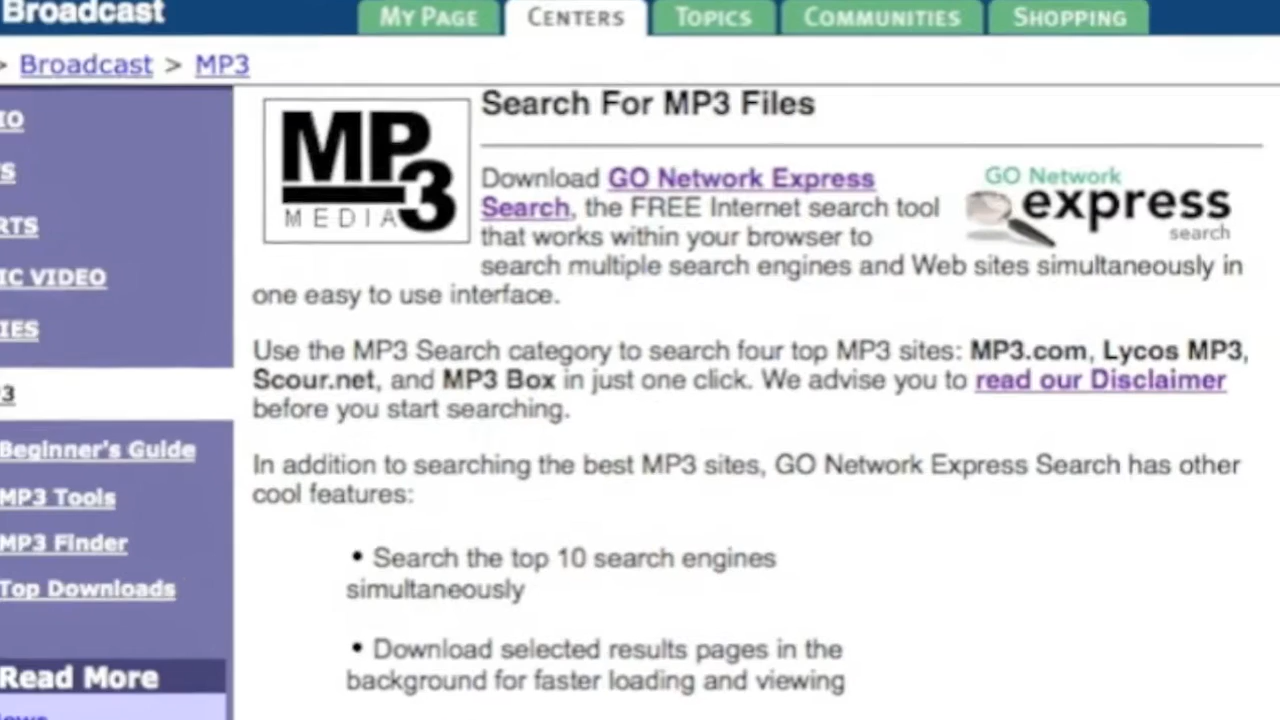 Broadcast
MY PAGE
CENTERS
TOPICS
COMMUNITIES
SHOPPING
> Broadcast > MP3
IO
S
RTS
IC VIDEO
IES
3
Beginner's Guide
MP3 Tools
MP3 Finder
Top Downloads
Read More
MP3
MEDIA
Search For MP3 Files
Download GO Network Express
Search, the FREE Internet search tool
that works within your browser to
search multiple search engines and Web sites simultaneously in
one easy to use interface.
GO Network
express
search
Use the MP3 Search category to search four top MP3 sites: MP3.com, Lycos MP3,
Scour.net, and MP3 Box in just one click. We advise you to read our Disclaimer
before you start searching.
In addition to searching the best MP3 sites, GO Network Express Search has other
cool features:
• Search the top 10 search engines
simultaneously
• Download selected results pages in the
background for faster loading and viewing